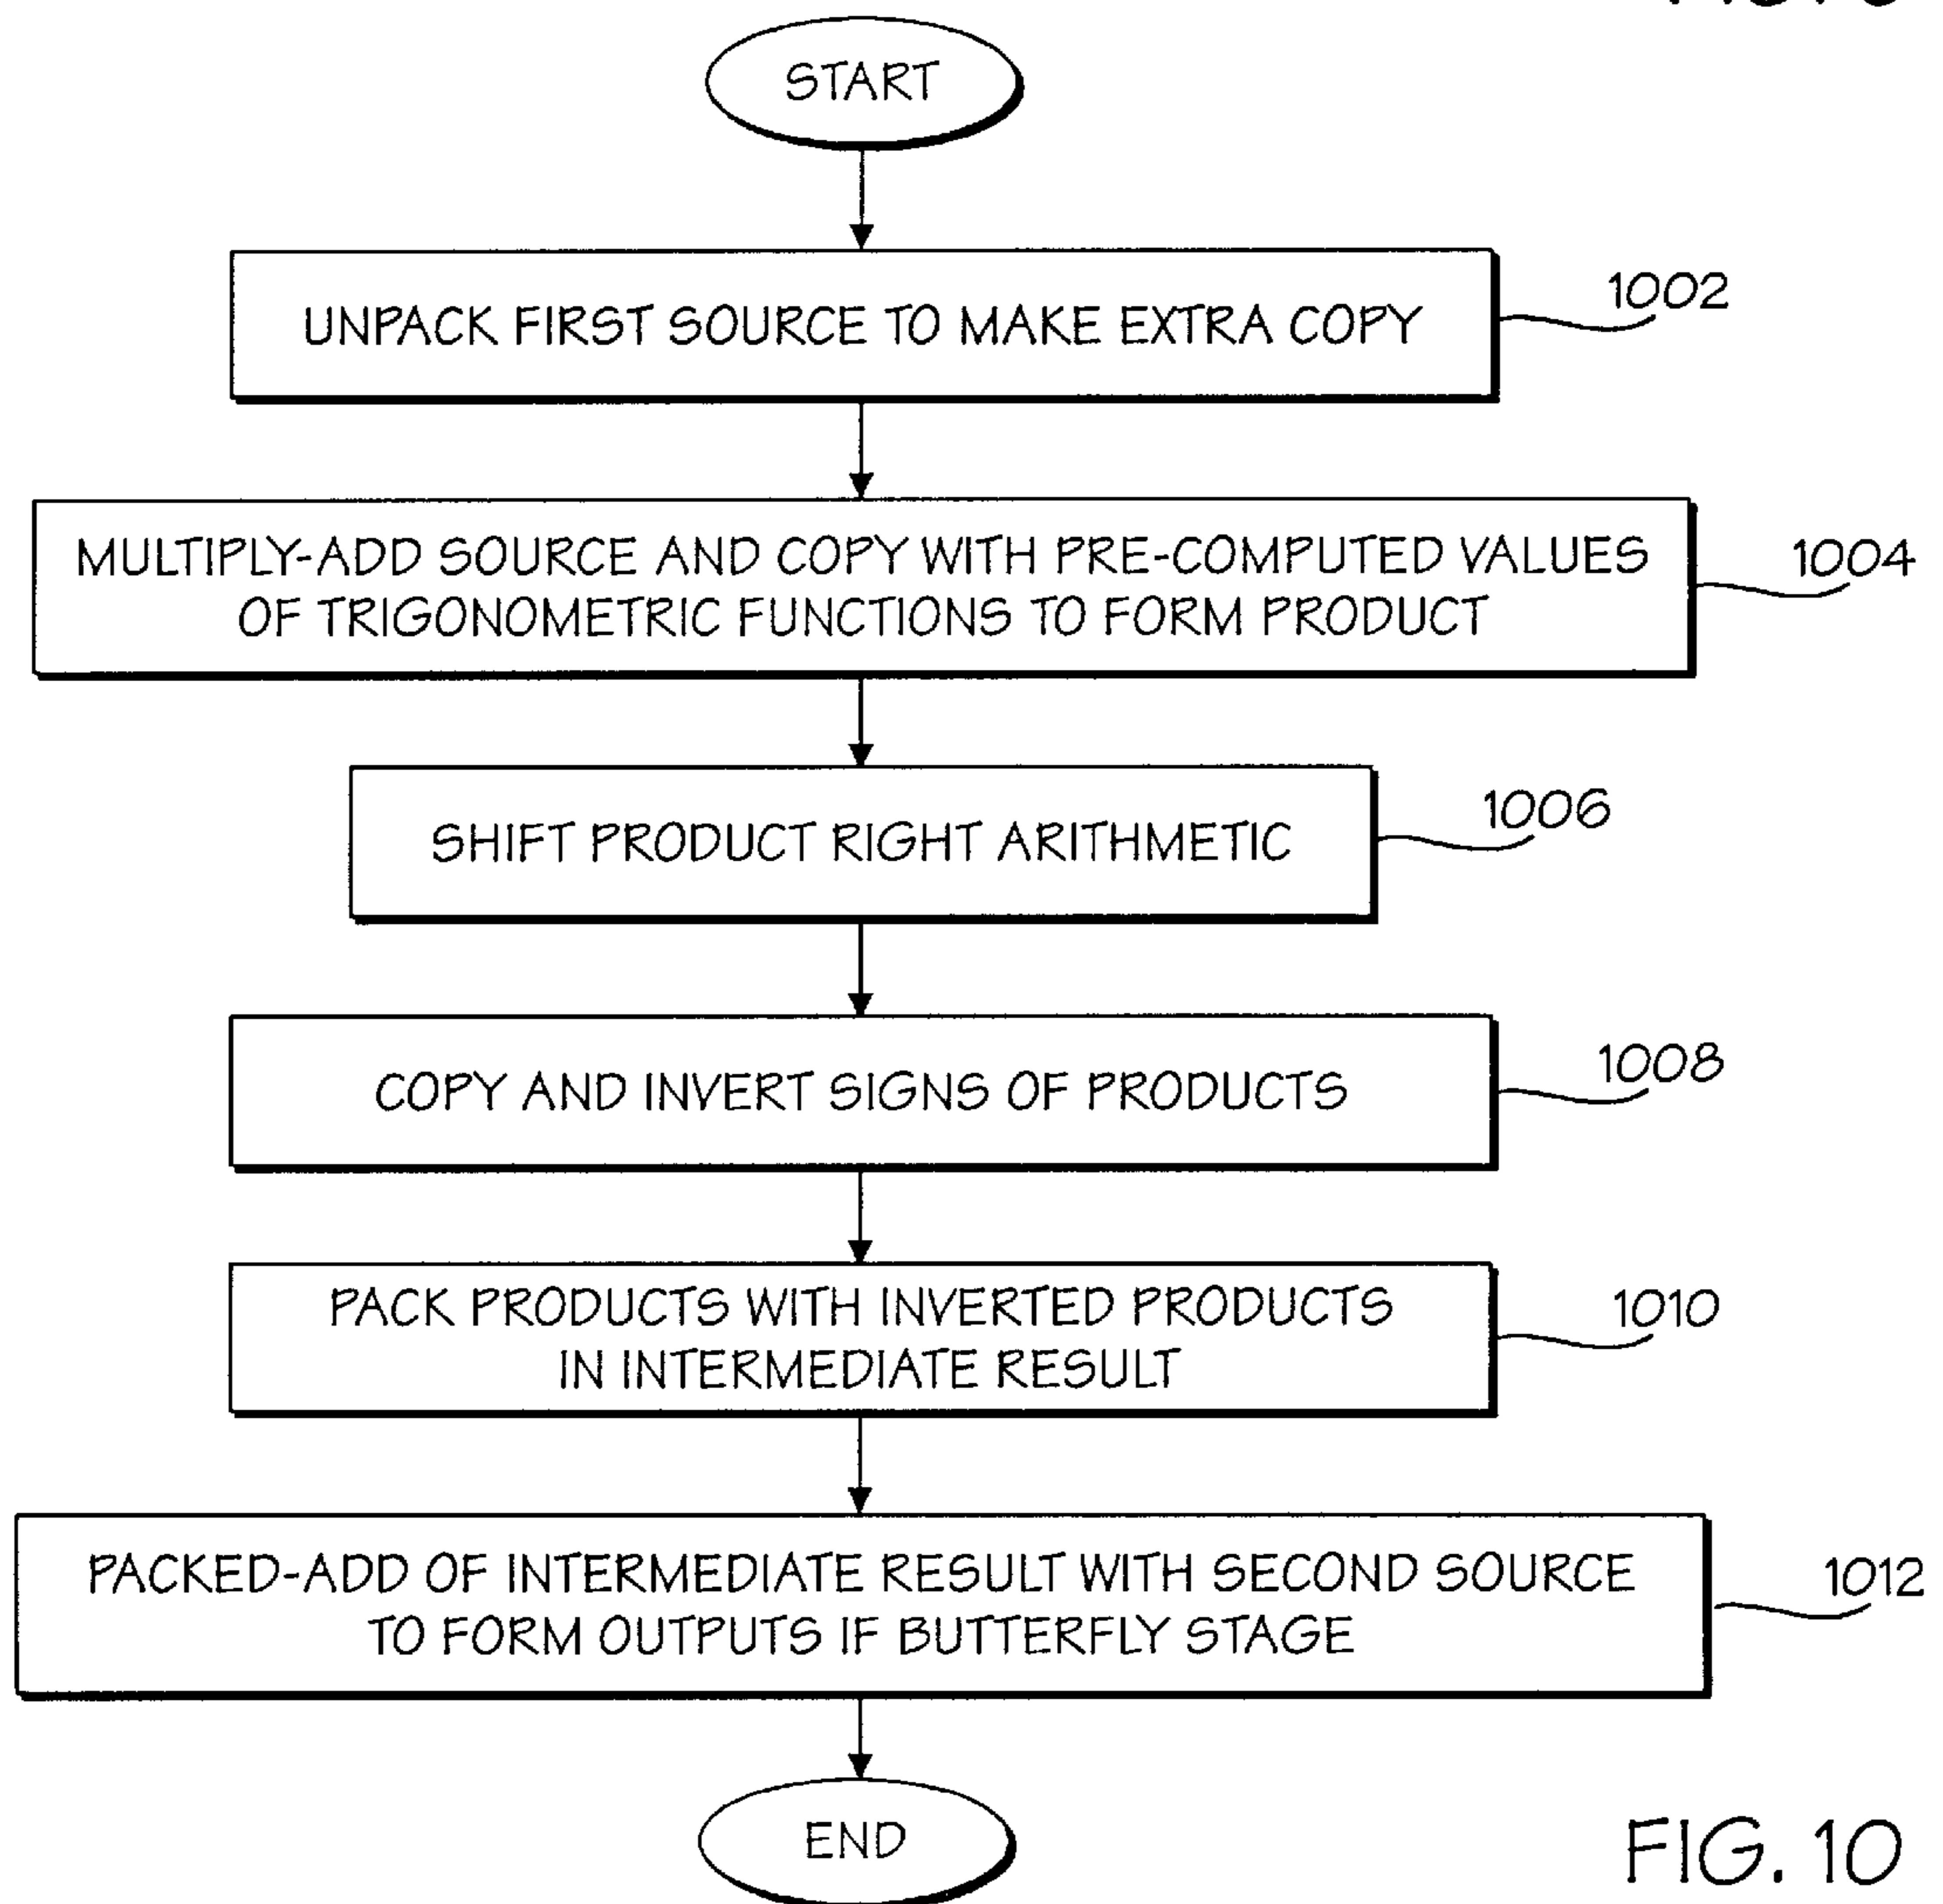 START
UNPACK FIRST SOURCE TO MAKE EXTRA COPY
1002
MULTIPLY-ADD SOURCE AND COPY WITH PRE-COMPUTED VALUES
OF TRIGONOMETRIC FUNCTIONS TO FORM PRODUCT
1004
SHIFT PRODUCT RIGHT ARITHMETIC
1006
COPY AND INVERT SIGNS OF PRODUCTS
1008
PACK PRODUCTS WITH INVERTED PRODUCTS
IN INTERMEDIATE RESULT
1010
PACKED-ADD OF INTERMEDIATE RESULT WITH SECOND SOURCE
TO FORM OUTPUTS IF BUTTERFLY STAGE
1012
END
FIG. 10